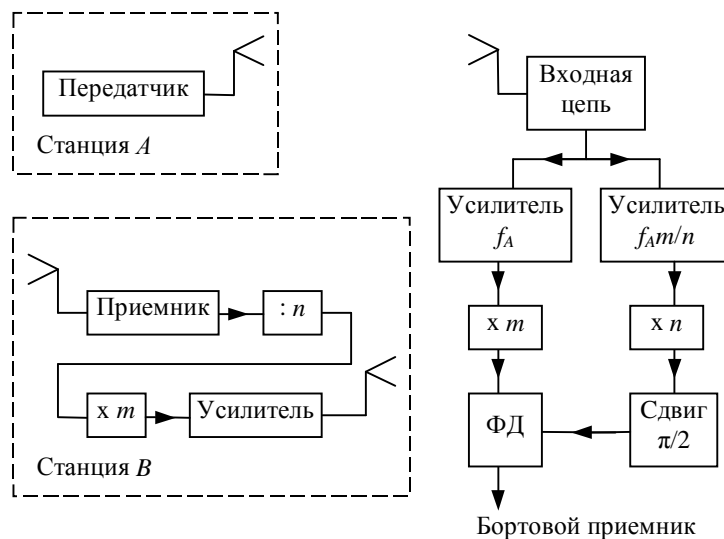 Передатчик
Станция A
Приемник
: n
x m
Усилитель
Станция B
Входная
цепь
Усилитель
fA
Усилитель
fAm/n
x m
x n
ФД
Сдвиг
π/2
Бортовой приемник